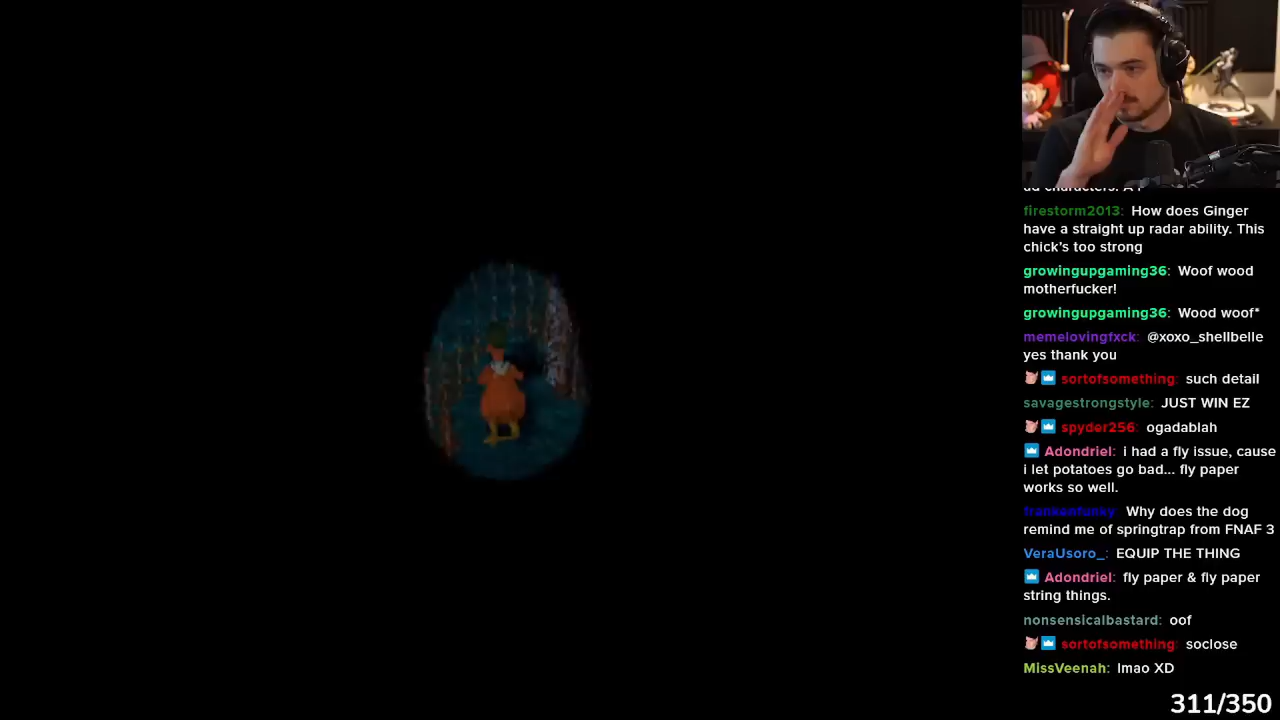 firestorm2013: How does Ginger
have a straight up radar ability. This
chick's too strong
growingupgaming36: Woof wood
motherfucker!
growingupgaming36: Wood woof*
memelovingfxck: @xoxo_shellbelle
yes thank you
sortofsomething: such detail
savagestrongstyle: JUST WIN EZ
spyder256: ogadablah
Adondriel: i had a fly issue, cause
i let potatoes go bad... fly paper
works so well.
frankenfunky: Why does the dog
remind me of springtrap from FNAF 3
VeraUsoro_: EQUIP THE THING
Adondriel: fly paper & fly paper
string things.
nonsensicalbastard: oof
sortofsomething: soclose
MissVeenah: lmao XD
311/350